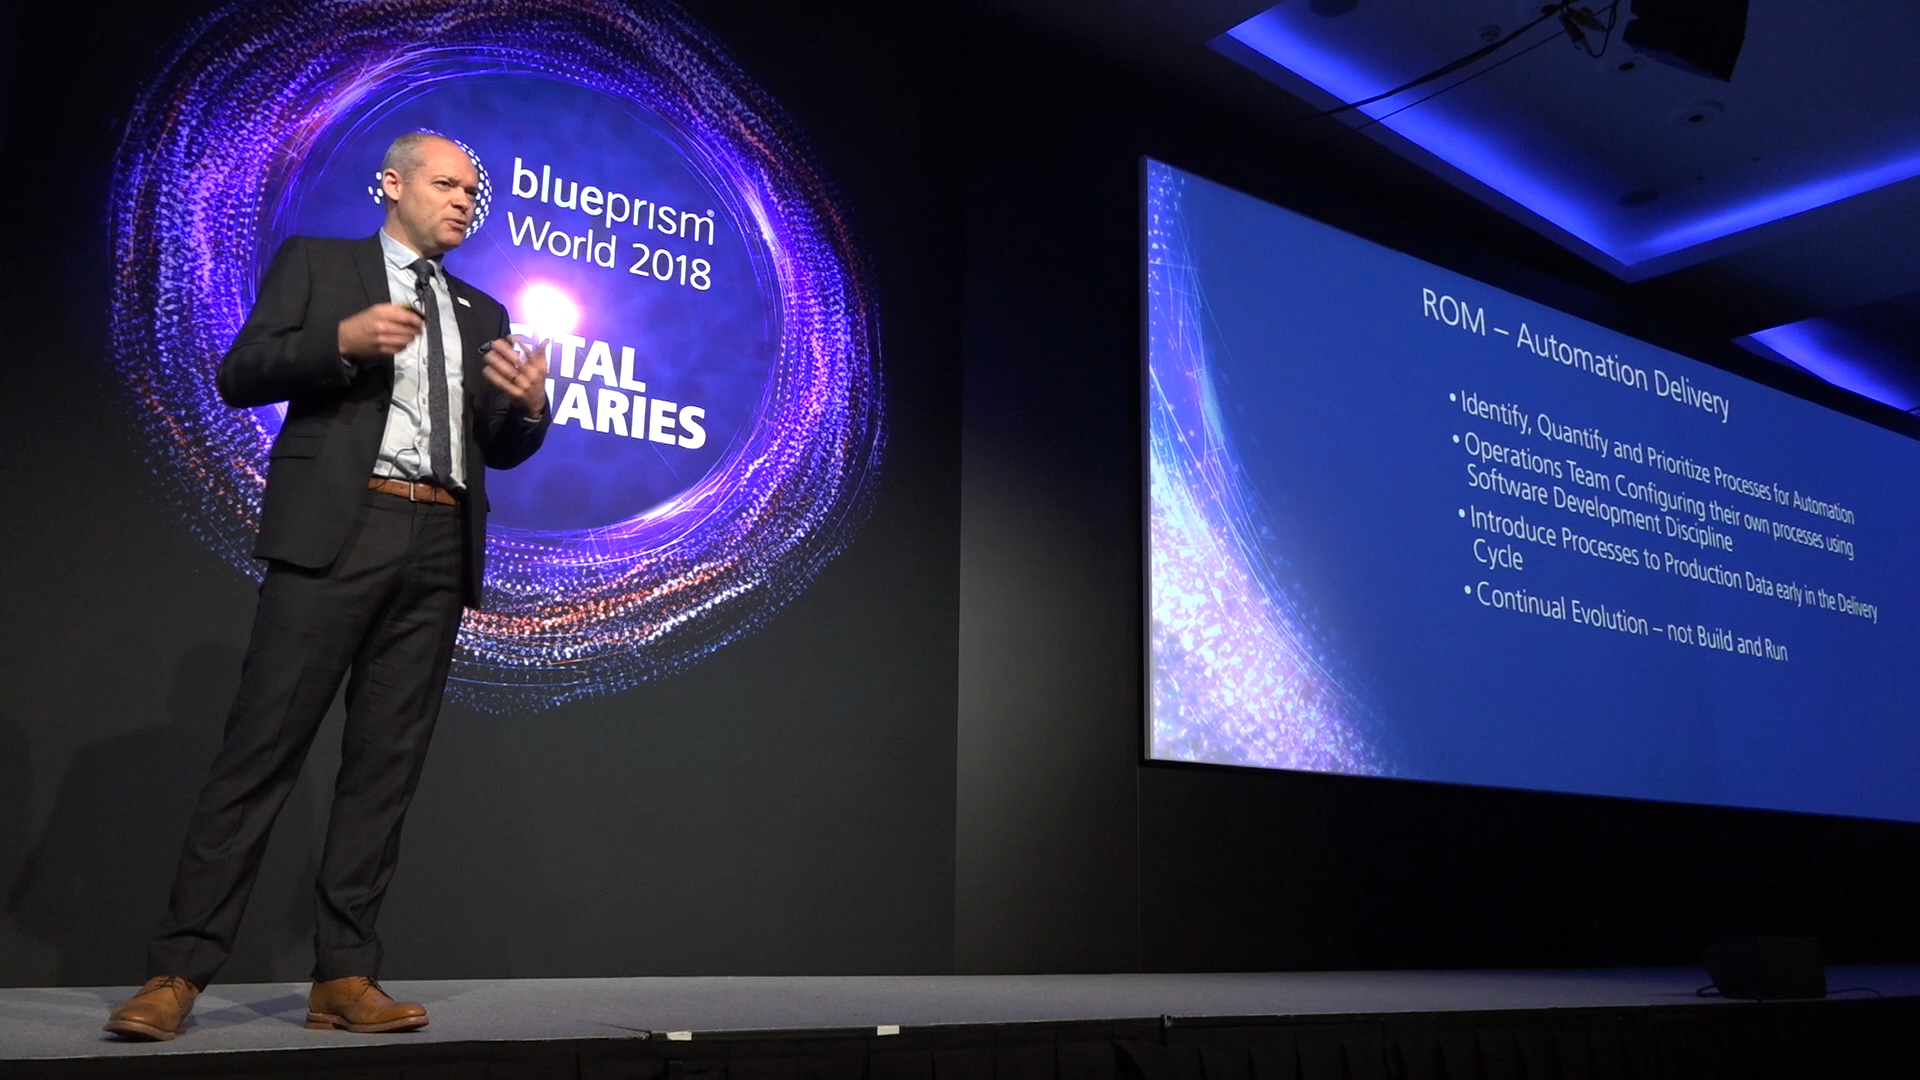 blueprism
World 2018
ITAL
ARIES
ROM – Automation Delivery
• Identify, Quantify and Prioritize Processes for Automation
• Operations Team Configuring their own processes using
Software Development Discipline
• Introduce Processes to Production Data early in the Delivery
Cycle
• Continual Evolution – not Build and Run